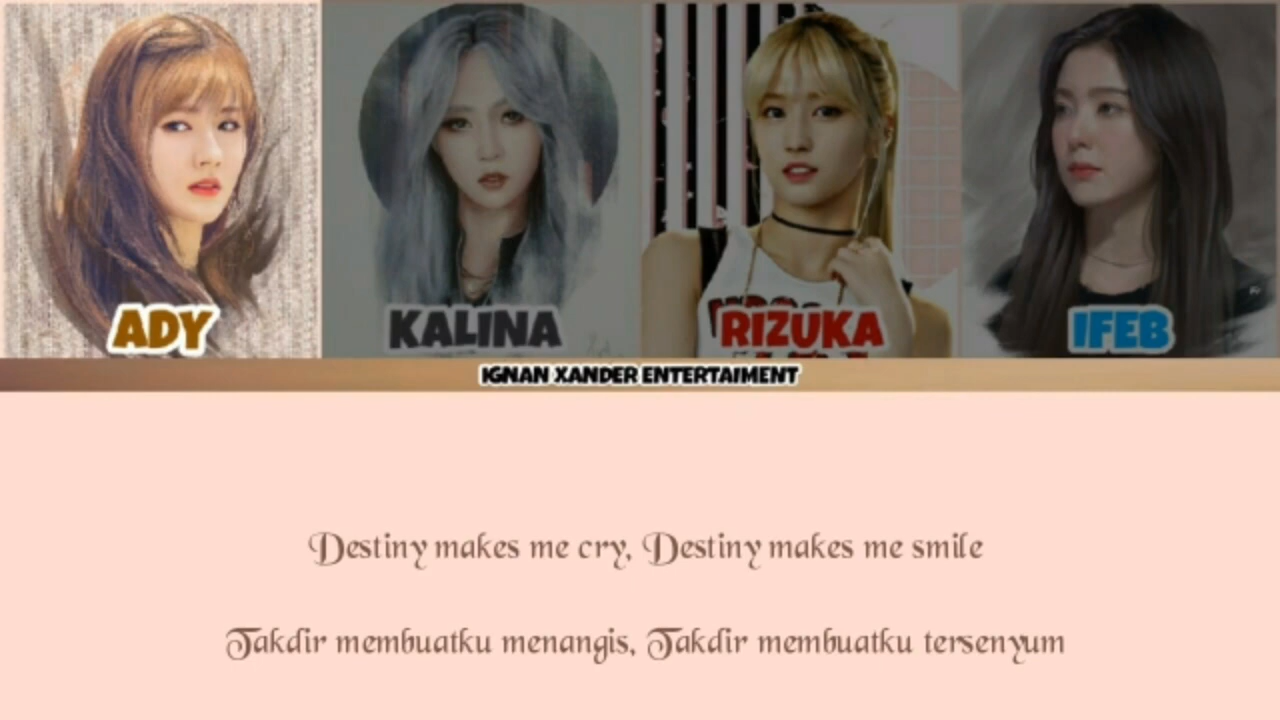 ADY
KALINA
RIZUKA
IFEB
IGNAN XANDER ENTERTAIMENT
Destiny makes me cry, Destiny makes me smile
Takdir membuatku menangis, Takdir membuatku tersenyum